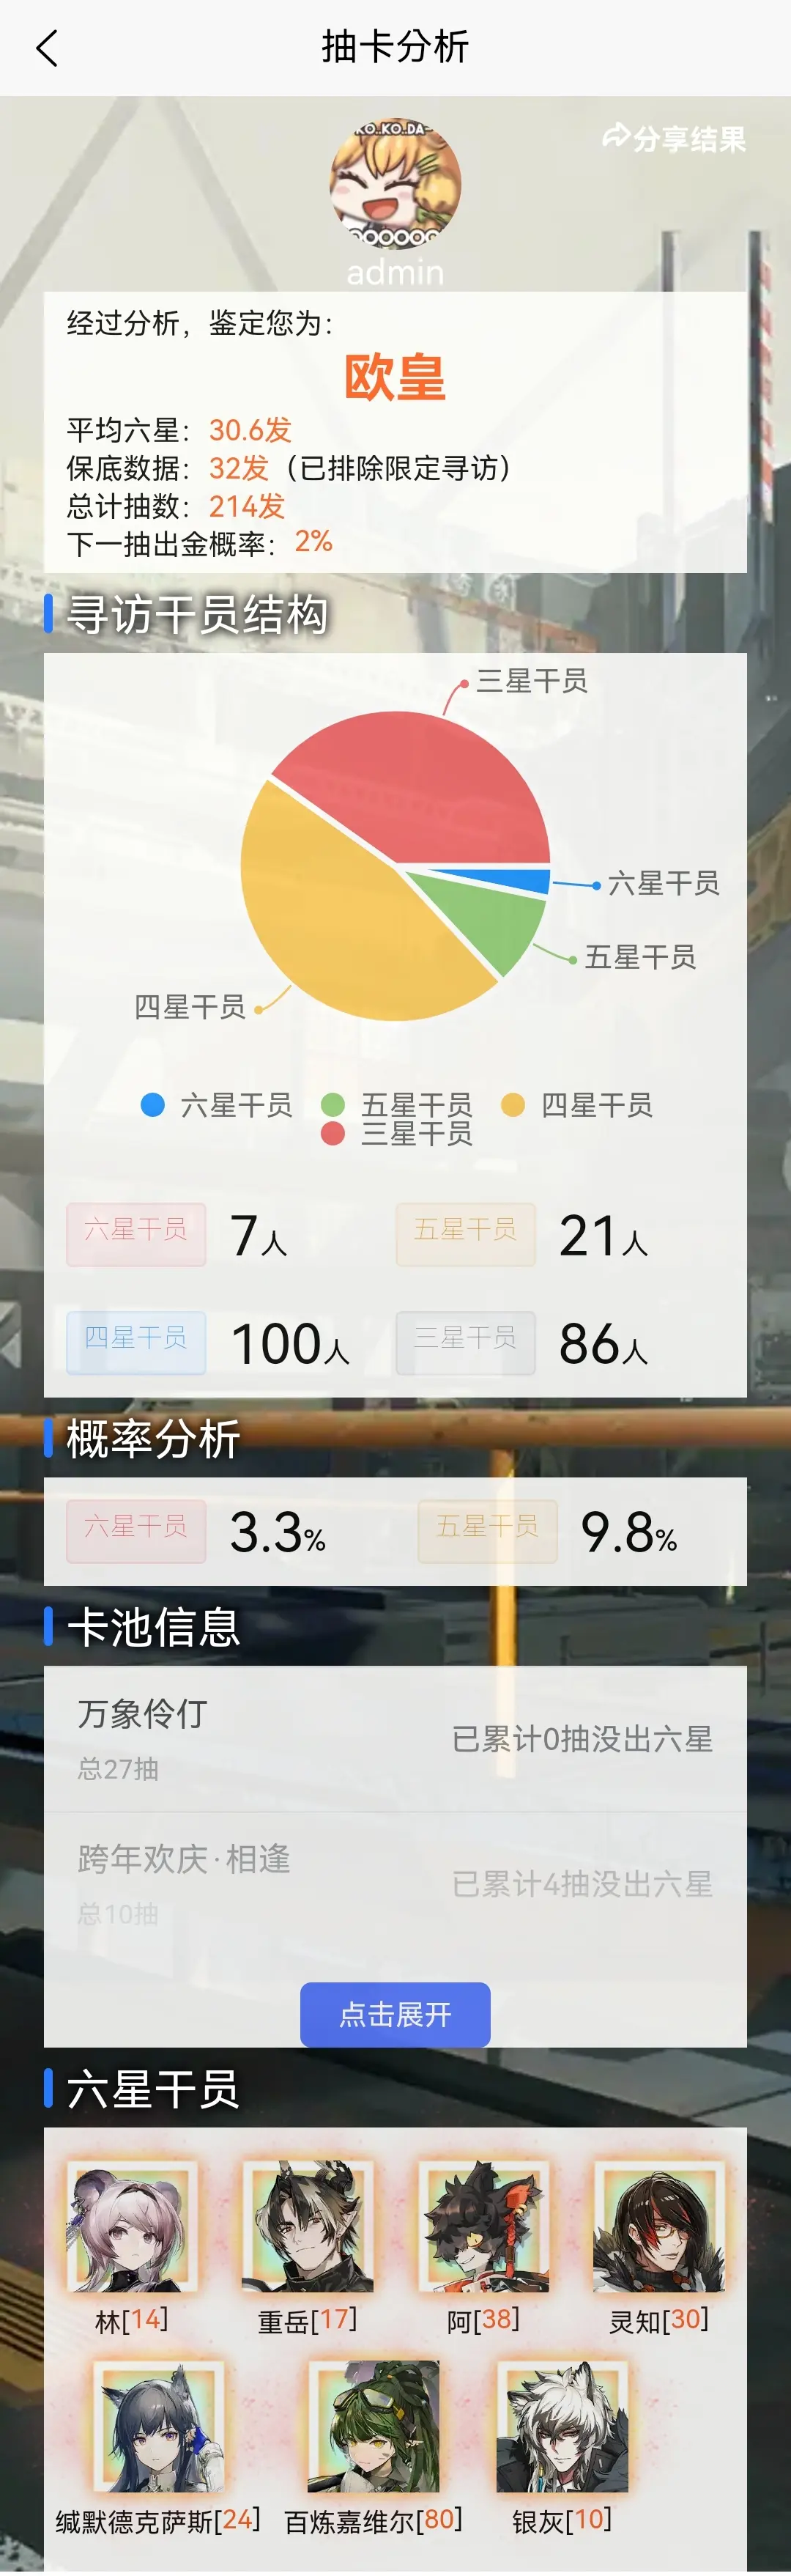 抽卡分析
KO..KO..DA~
分享结果
admin
经过分析，鉴定您为：
欧皇
平均六星：30.6发
保底数据：32发（已排除限定寻访）
总计抽数：214发
下一抽出金概率：2%
寻访干员结构
三星干员
六星干员
五星干员
四星干员
六星干员 五星干员 四星干员
三星干员
六星干员 7人 五星干员 21人
四星干员 100人 三星干员 86人
概率分析
六星干员 3.3% 五星干员 9.8%
卡池信息
万象伶仃
已累计0抽没出六星
总27抽
跨年欢庆·相逢
已累计4抽没出六星
总10抽
点击展开
六星干员
林[14] 重岳[17] 阿[38] 灵知[30]
缄默德克萨斯[24] 百炼嘉维尔[80] 银灰[10]